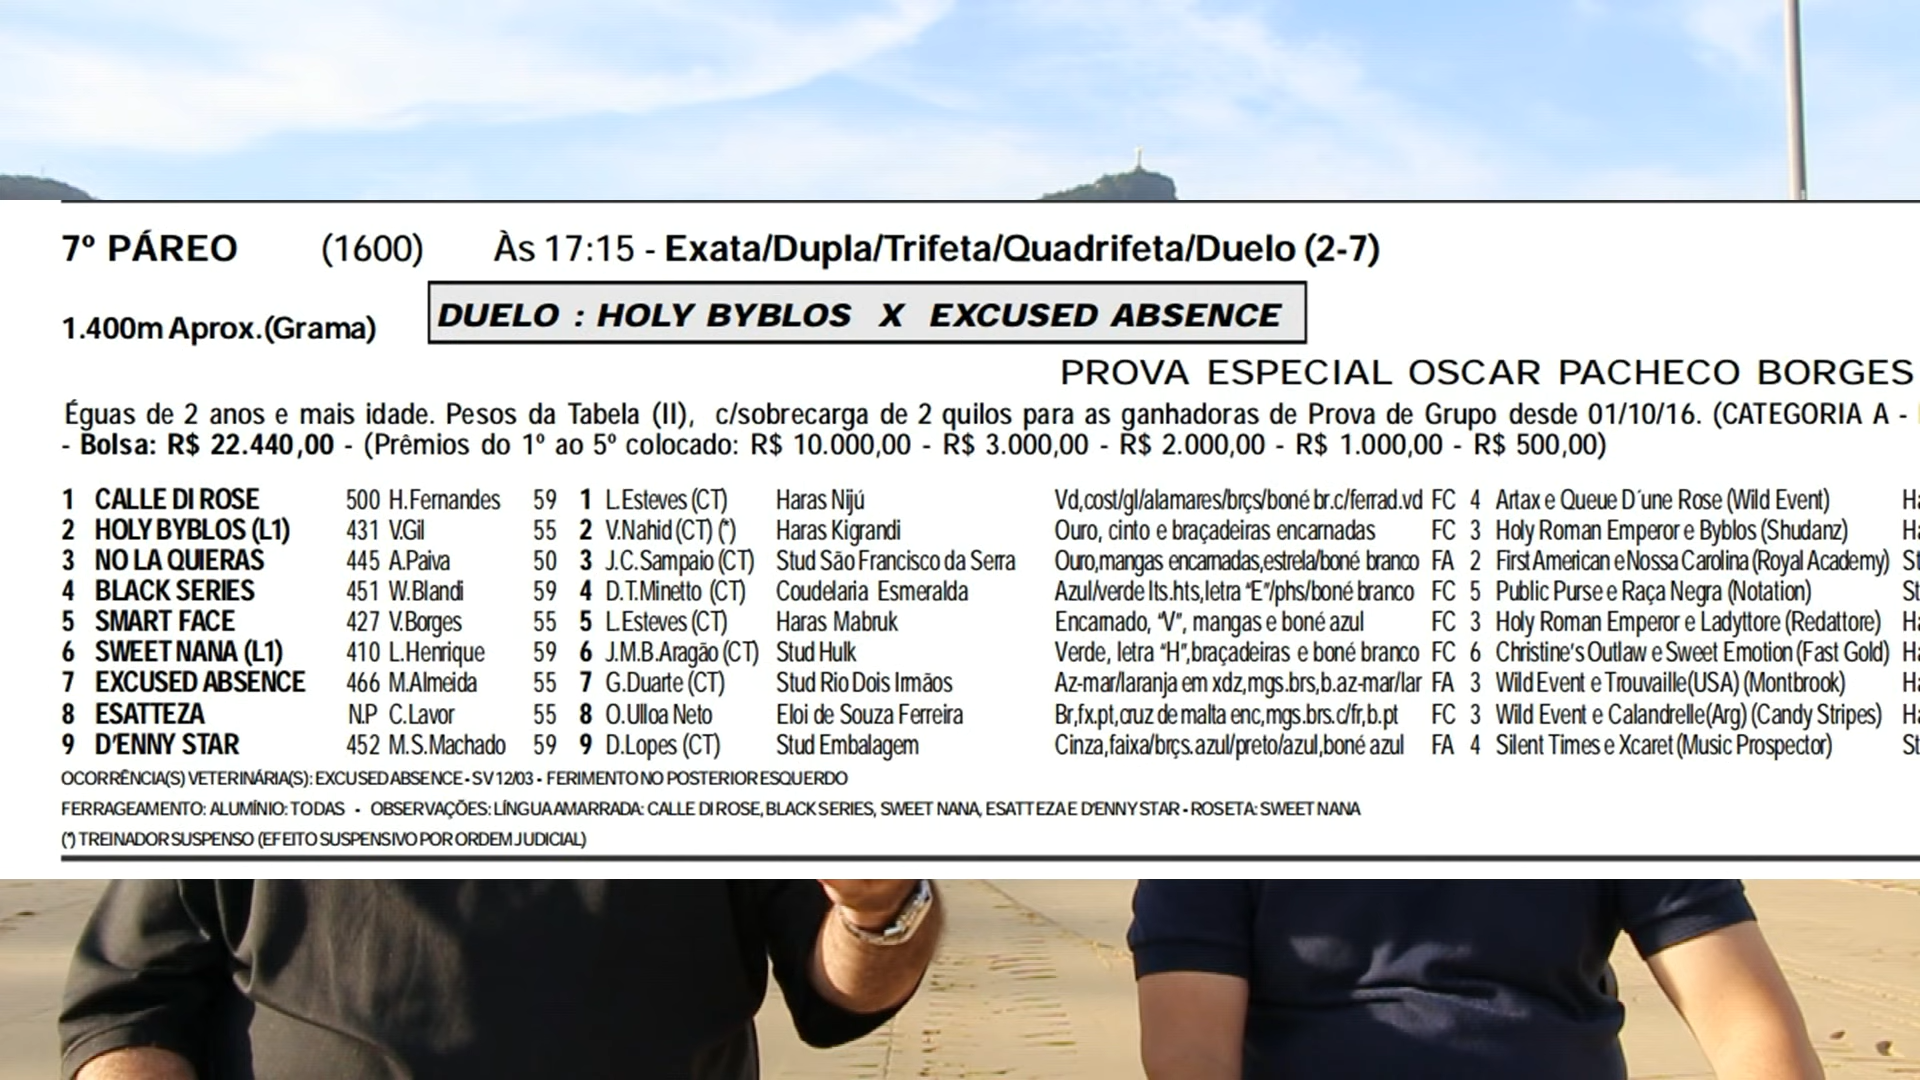 7º PÁREO (1600) Às 17:15 - Exata/Dupla/Trifeta/Quadrifeta/Duelo (2-7)
1.400m Aprox.(Grama) DUELO : HOLY BYBLOS X EXCUSED ABSENCE
PROVA ESPECIAL OSCAR PACHECO BORGES
Éguas de 2 anos e mais idade. Pesos da Tabela (II), c/sobrecarga de 2 quilos para as ganhadoras de Prova de Grupo desde 01/10/16. (CATEGORIA A -
- Bolsa: R$ 22.440,00 - (Prêmios do 1º ao 5º colocado: R$ 10.000,00 - R$ 3.000,00 - R$ 2.000,00 - R$ 1.000,00 - R$ 500,00)
1 CALLE DI ROSE 500 H.Fernandes 59 1 L.Esteves (CT) Haras Nijú Vd,cost/gl/alamares/brçs/boné br.c/ferrad.vd FC 4 Artax e Queue D´une Rose (Wild Event)
2 HOLY BYBLOS (L1) 431 V.Gil 55 2 V.Nahid (CT) (*) Haras Kigrandi Ouro, cinto e braçadeiras encarnadas FC 3 Holy Roman Emperor e Byblos (Shudanz)
3 NO LA QUIERAS 445 A.Paiva 50 3 J.C.Sampaio (CT) Stud São Francisco da Serra Ouro,mangas encarnadas,estrela/boné branco FA 2 First American e Nossa Carolina (Royal Academy)
4 BLACK SERIES 451 W.Blandi 59 4 D.T.Minetto (CT) Coudelaria Esmeralda Azul/verde lts.hts,letra “E”/phs/boné branco FC 5 Public Purse e Raça Negra (Notation)
5 SMART FACE 427 V.Borges 55 5 L.Esteves (CT) Haras Mabruk Encarnado, “V”, mangas e boné azul FC 3 Holy Roman Emperor e Ladyttore (Redattore)
6 SWEET NANA (L1) 410 L.Henrique 59 6 J.M.B.Aragão (CT) Stud Hulk Verde, letra “H”,braçadeiras e boné branco FC 6 Christine’s Outlaw e Sweet Emotion (Fast Gold)
7 EXCUSED ABSENCE 466 M.Almeida 55 7 G.Duarte (CT) Stud Rio Dois Irmãos Az-mar/laranja em xdz,mgs.brs,b.az-mar/lar FA 3 Wild Event e Trouvaille(USA) (Montbrook)
8 ESATTEZA N.P C.Lavor 55 8 O.Ulloa Neto Eloi de Souza Ferreira Br,fx.pt,cruz de malta enc,mgs.brs.c/fr,b.pt FC 3 Wild Event e Calandrelle(Arg) (Candy Stripes)
9 D’ENNY STAR 452 M.S.Machado 59 9 D.Lopes (CT) Stud Embalagem Cinza,faixa/brçs.azul/preto/azul,boné azul FA 4 Silent Times e Xcaret (Music Prospector)
OCORRÊNCIA(S) VETERINÁRIA(S): EXCUSED ABSENCE - SV 12/03 - FERIMENTO NO POSTERIOR ESQUERDO
FERRAGEAMENTO: ALUMÍNIO: TODAS - OBSERVAÇÕES: LÍNGUA AMARRADA: CALLE DI ROSE, BLACK SERIES, SWEET NANA, ESATTEZA E D’ENNY STAR - ROSETA: SWEET NANA
(*) TREINADOR SUSPENSO (EFEITO SUSPENSIVO POR ORDEM JUDICIAL)